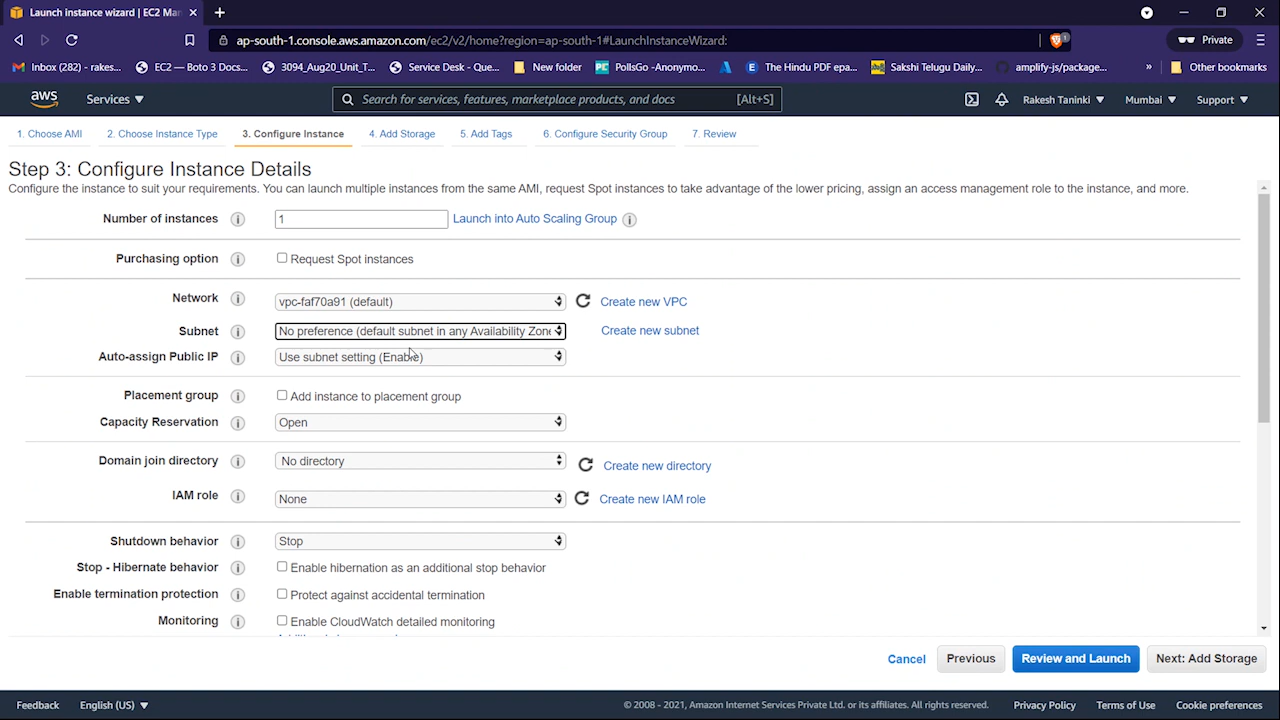 Launch instance wizard | EC2 Mar
ap-south-1.console.aws.amazon.com/ec2/v2/home?region=ap-south-1#LaunchInstanceWizard:
1
Private
Inbox (282) - rakes...
EC2 — Boto 3 Docs...
3094_Aug20_Unit_T...
Service Desk - Que...
New folder
PC PollsGo -Anonymo...
E The Hindu PDF epa...
Sakshi Telugu Daily...
amplify-js/package...
»
Other bookmarks
aws
Services
Search for services, features, marketplace products, and docs
[Alt+S]
Rakesh Taninki
Mumbai
Support
1. Choose AMI
2. Choose Instance Type
3. Configure Instance
4. Add Storage
5. Add Tags
6. Configure Security Group
7. Review
Step 3: Configure Instance Details
Configure the instance to suit your requirements. You can launch multiple instances from the same AMI, request Spot instances to take advantage of the lower pricing, assign an access management role to the instance, and more.
Number of instances
1
Launch into Auto Scaling Group
Purchasing option
Request Spot instances
Network
vpc-faf70a91 (default)
Create new VPC
Subnet
No preference (default subnet in any Availability Zone
Create new subnet
Auto-assign Public IP
Use subnet setting (Enable)
Placement group
Add instance to placement group
Capacity Reservation
Open
Domain join directory
No directory
Create new directory
IAM role
None
Create new IAM role
Shutdown behavior
Stop
Stop - Hibernate behavior
Enable hibernation as an additional stop behavior
Enable termination protection
Protect against accidental termination
Monitoring
Enable CloudWatch detailed monitoring
Cancel
Previous
Review and Launch
Next: Add Storage
Feedback
English (US)
© 2008 - 2021, Amazon Internet Services Private Ltd. or its affiliates. All rights reserved.
Privacy Policy
Terms of Use
Cookie preferences